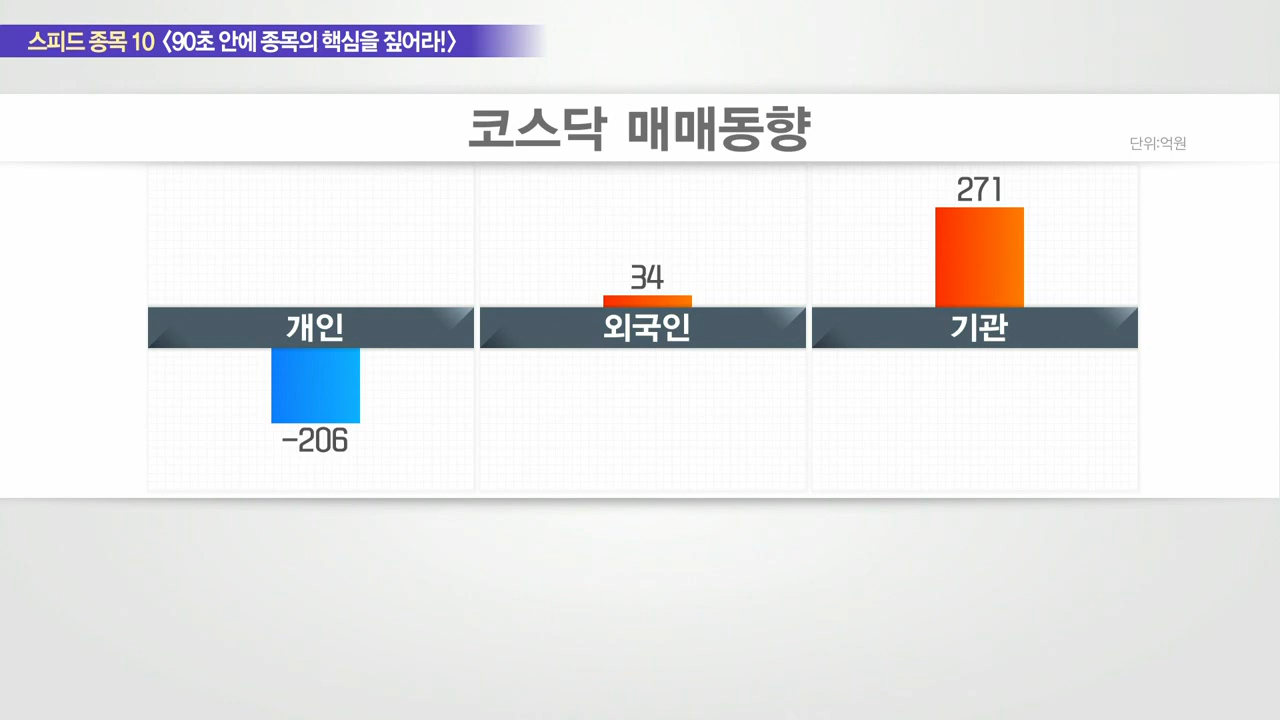 스피드 종목 10 〈90초 안에 종목의 핵심을 짚어라!〉
코스닥 매매동향
단위:억원
271
34
개인 외국인 기관
-206